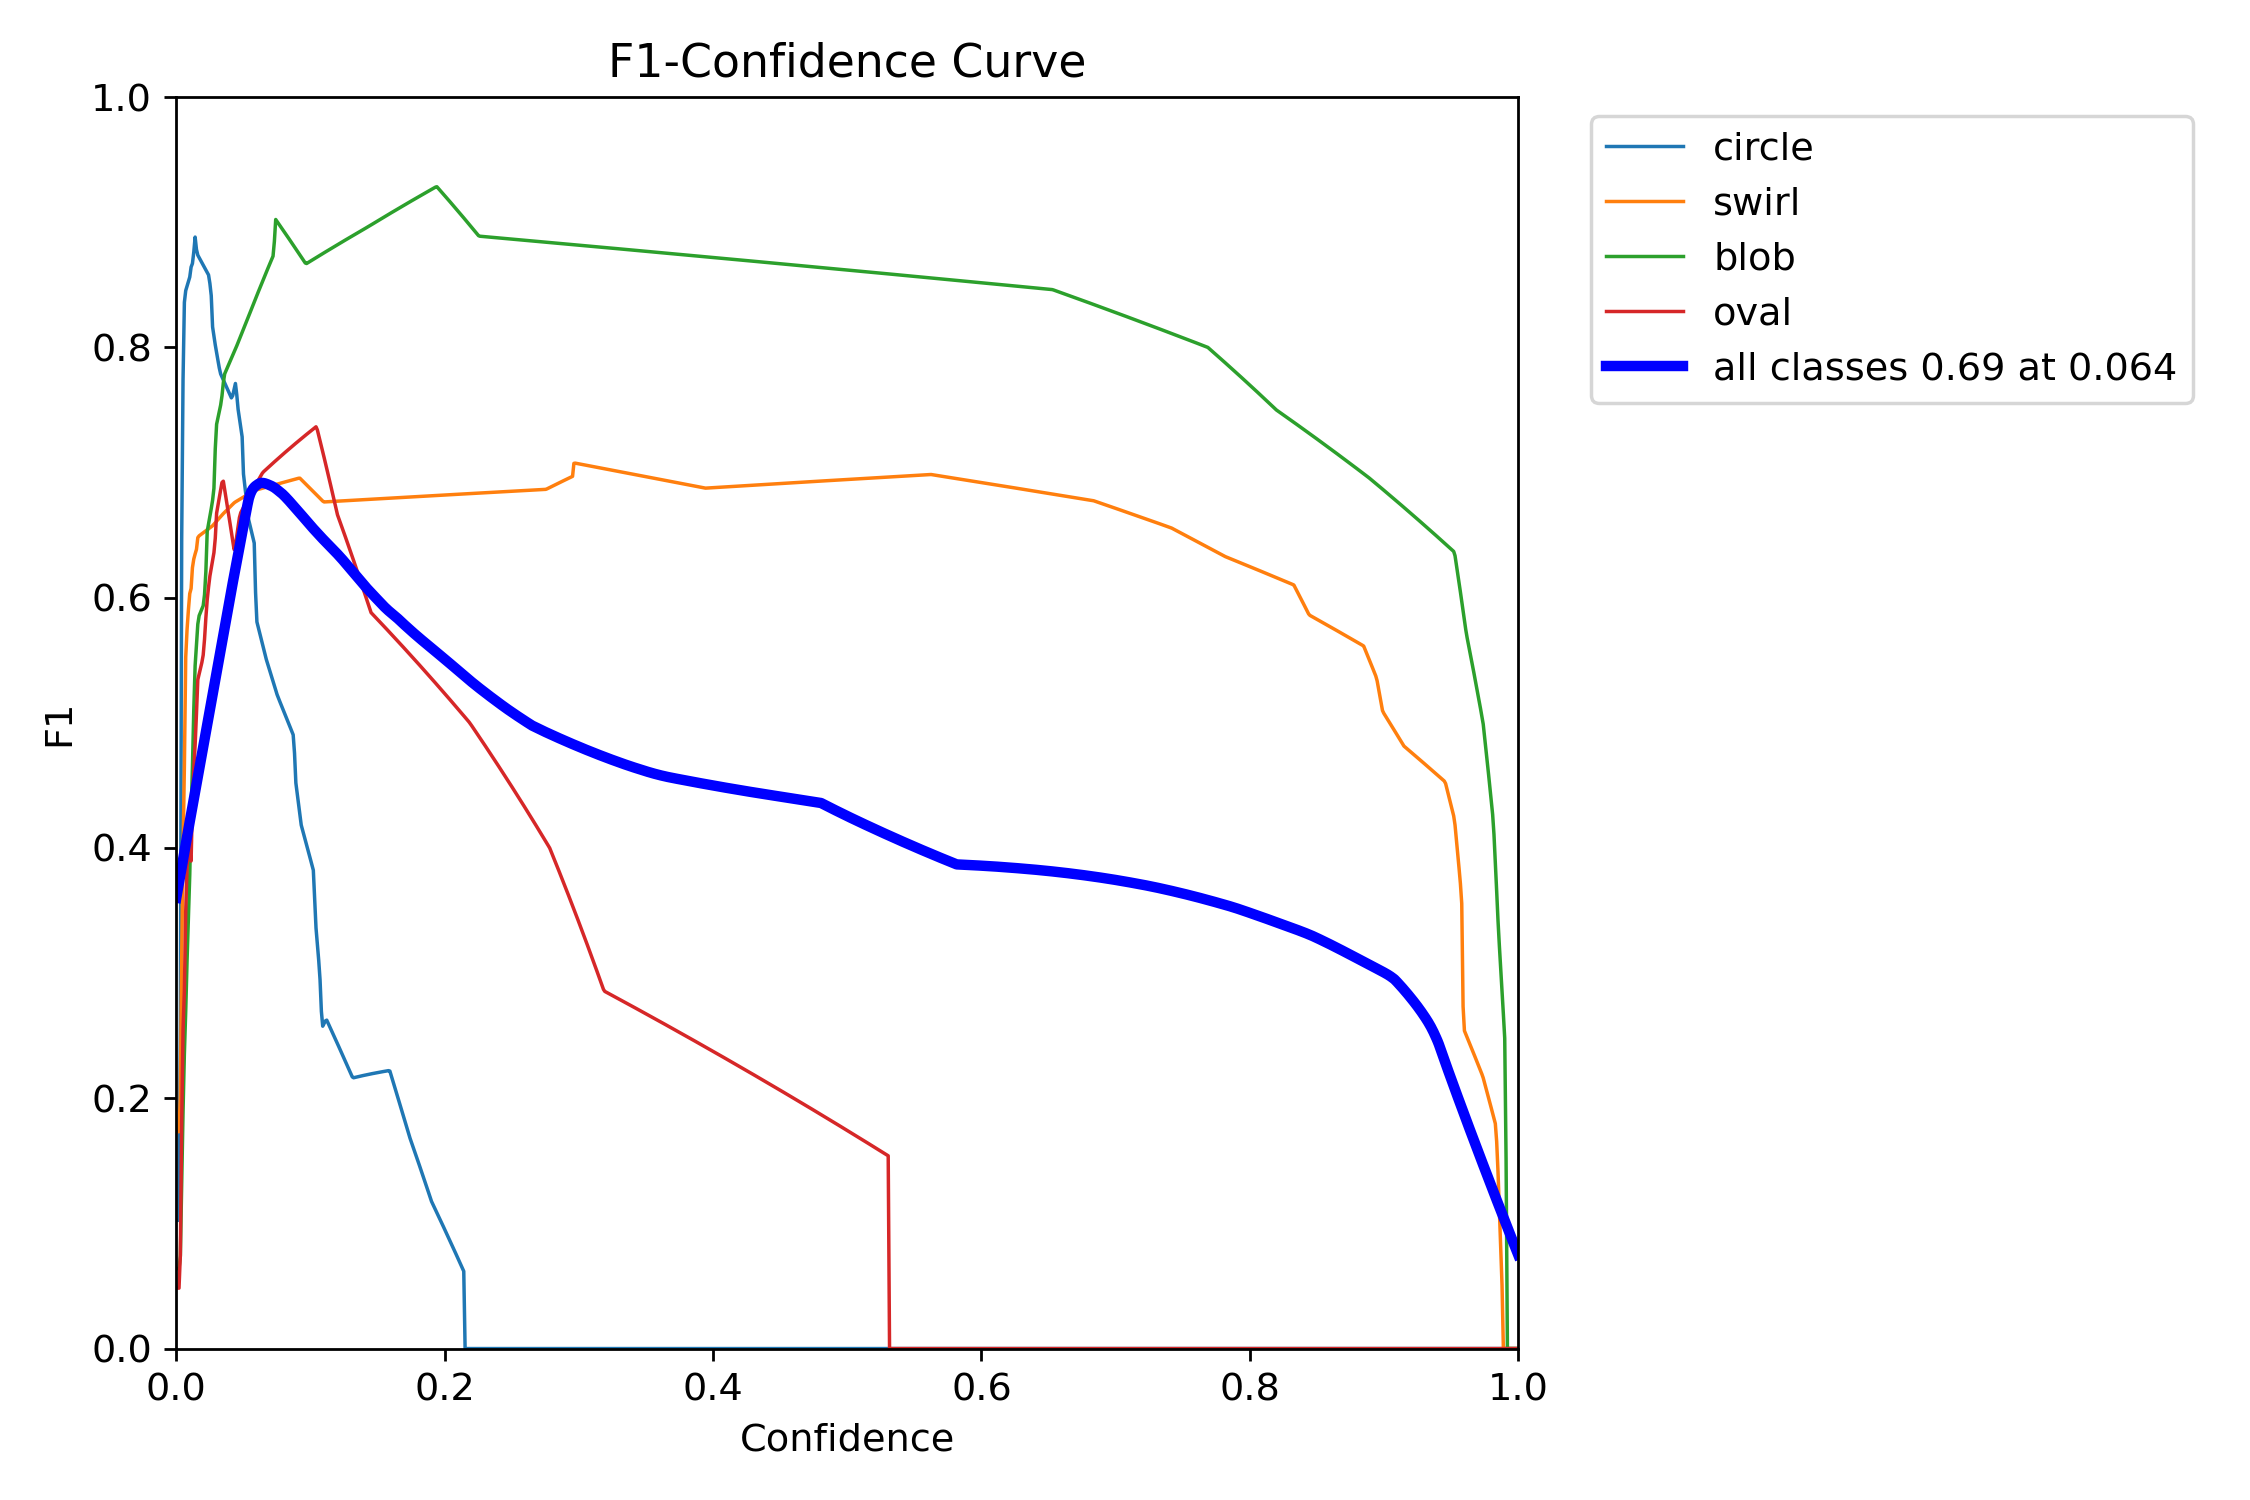 F1-Confidence Curve
1.0
0.8
0.6
0.4
0.2
0.0
F1
0.0 0.2 0.4 0.6 0.8 1.0
Confidence
circle
swirl
blob
oval
all classes 0.69 at 0.064